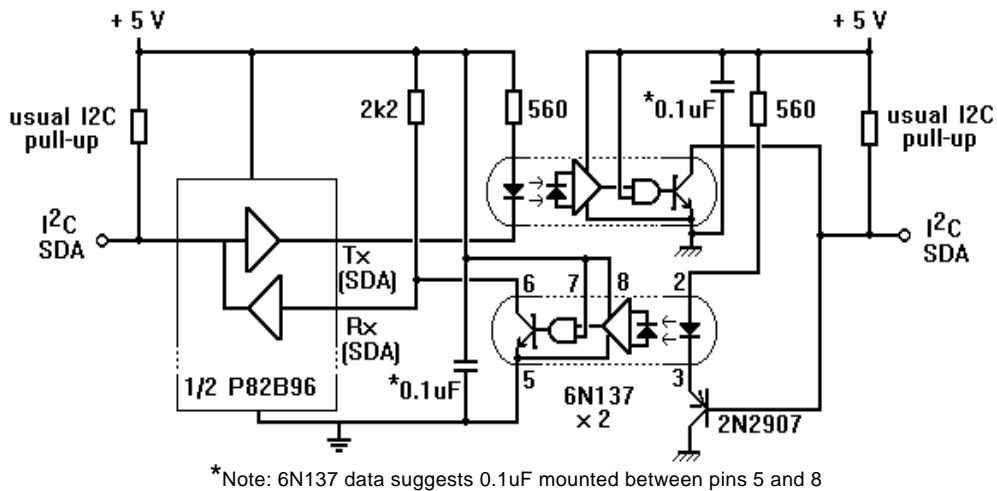 + 5 V
+ 5 V
usual I2C
pull-up
2k2
560
*0.1uF
560
usual I2C
pull-up
I2C
SDA
Tx
(SDA)
I2C
SDA
6
7
8
2
Rx
(SDA)
1/2 P82B96
*0.1uF
5
6N137
x 2
3
2N2907
*Note: 6N137 data suggests 0.1uF mounted between pins 5 and 8